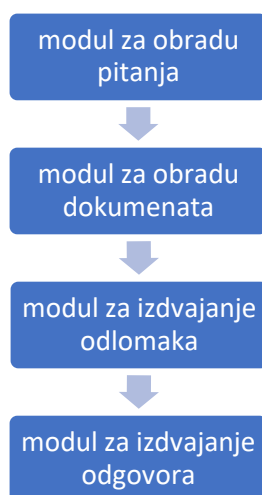 modul za obradu
pitanja
modul za obradu
dokumenata
modul za izdvajanje
odlomaka
modul za izdvajanje
odgovora